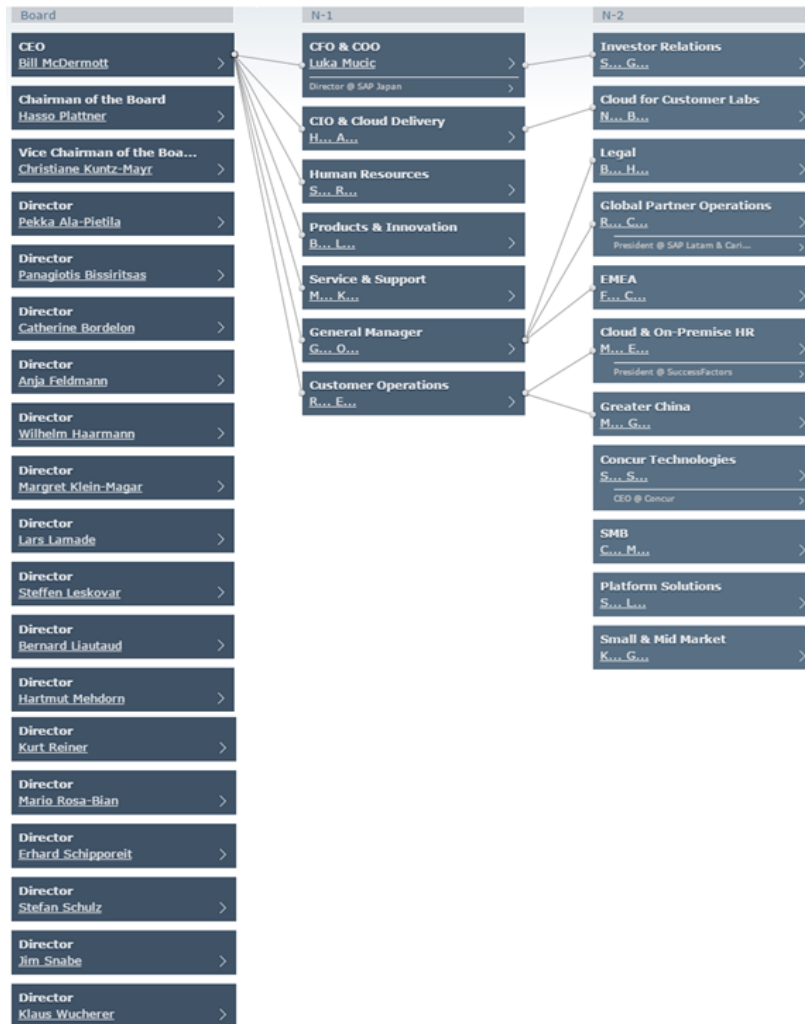 Board
CEO
Bill McDermott
Chairman of the Board
Hasso Plattner
Vice Chairman of the Boa...
Christiane Kuntz-Mayr
Director
Pekka Ala-Pietila
Director
Panagiotis Bissiritsas
Director
Catherine Bordelon
Director
Anja Feldmann
Director
Wilhelm Haarmann
Director
Margret Klein-Magar
Director
Lars Lamade
Director
Steffen Leskovar
Director
Bernard Liautaud
Director
Hartmut Mehdorn
Director
Kurt Reiner
Director
Mario Rosa-Bian
Director
Erhard Schipporeit
Director
Stefan Schulz
Director
Jim Snabe
Director
Klaus Wucherer
N-1
CFO & COO
Luka Mucic
Director @ SAP Japan
CIO & Cloud Delivery
H... A...
Human Resources
S... R...
Products & Innovation
B... L...
Service & Support
M... K...
General Manager
G... O...
Customer Operations
R... E...
N-2
Investor Relations
S... G...
Cloud for Customer Labs
N... B...
Legal
B... H...
Global Partner Operations
R... C...
President @ SAP Latam & Cari...
EMEA
F... C...
Cloud & On-Premise HR
M... E...
President @ SuccessFactors
Greater China
M... G...
Concur Technologies
S... S...
CEO @ Concur
SMB
C... M...
Platform Solutions
S... L...
Small & Mid Market
K... G...